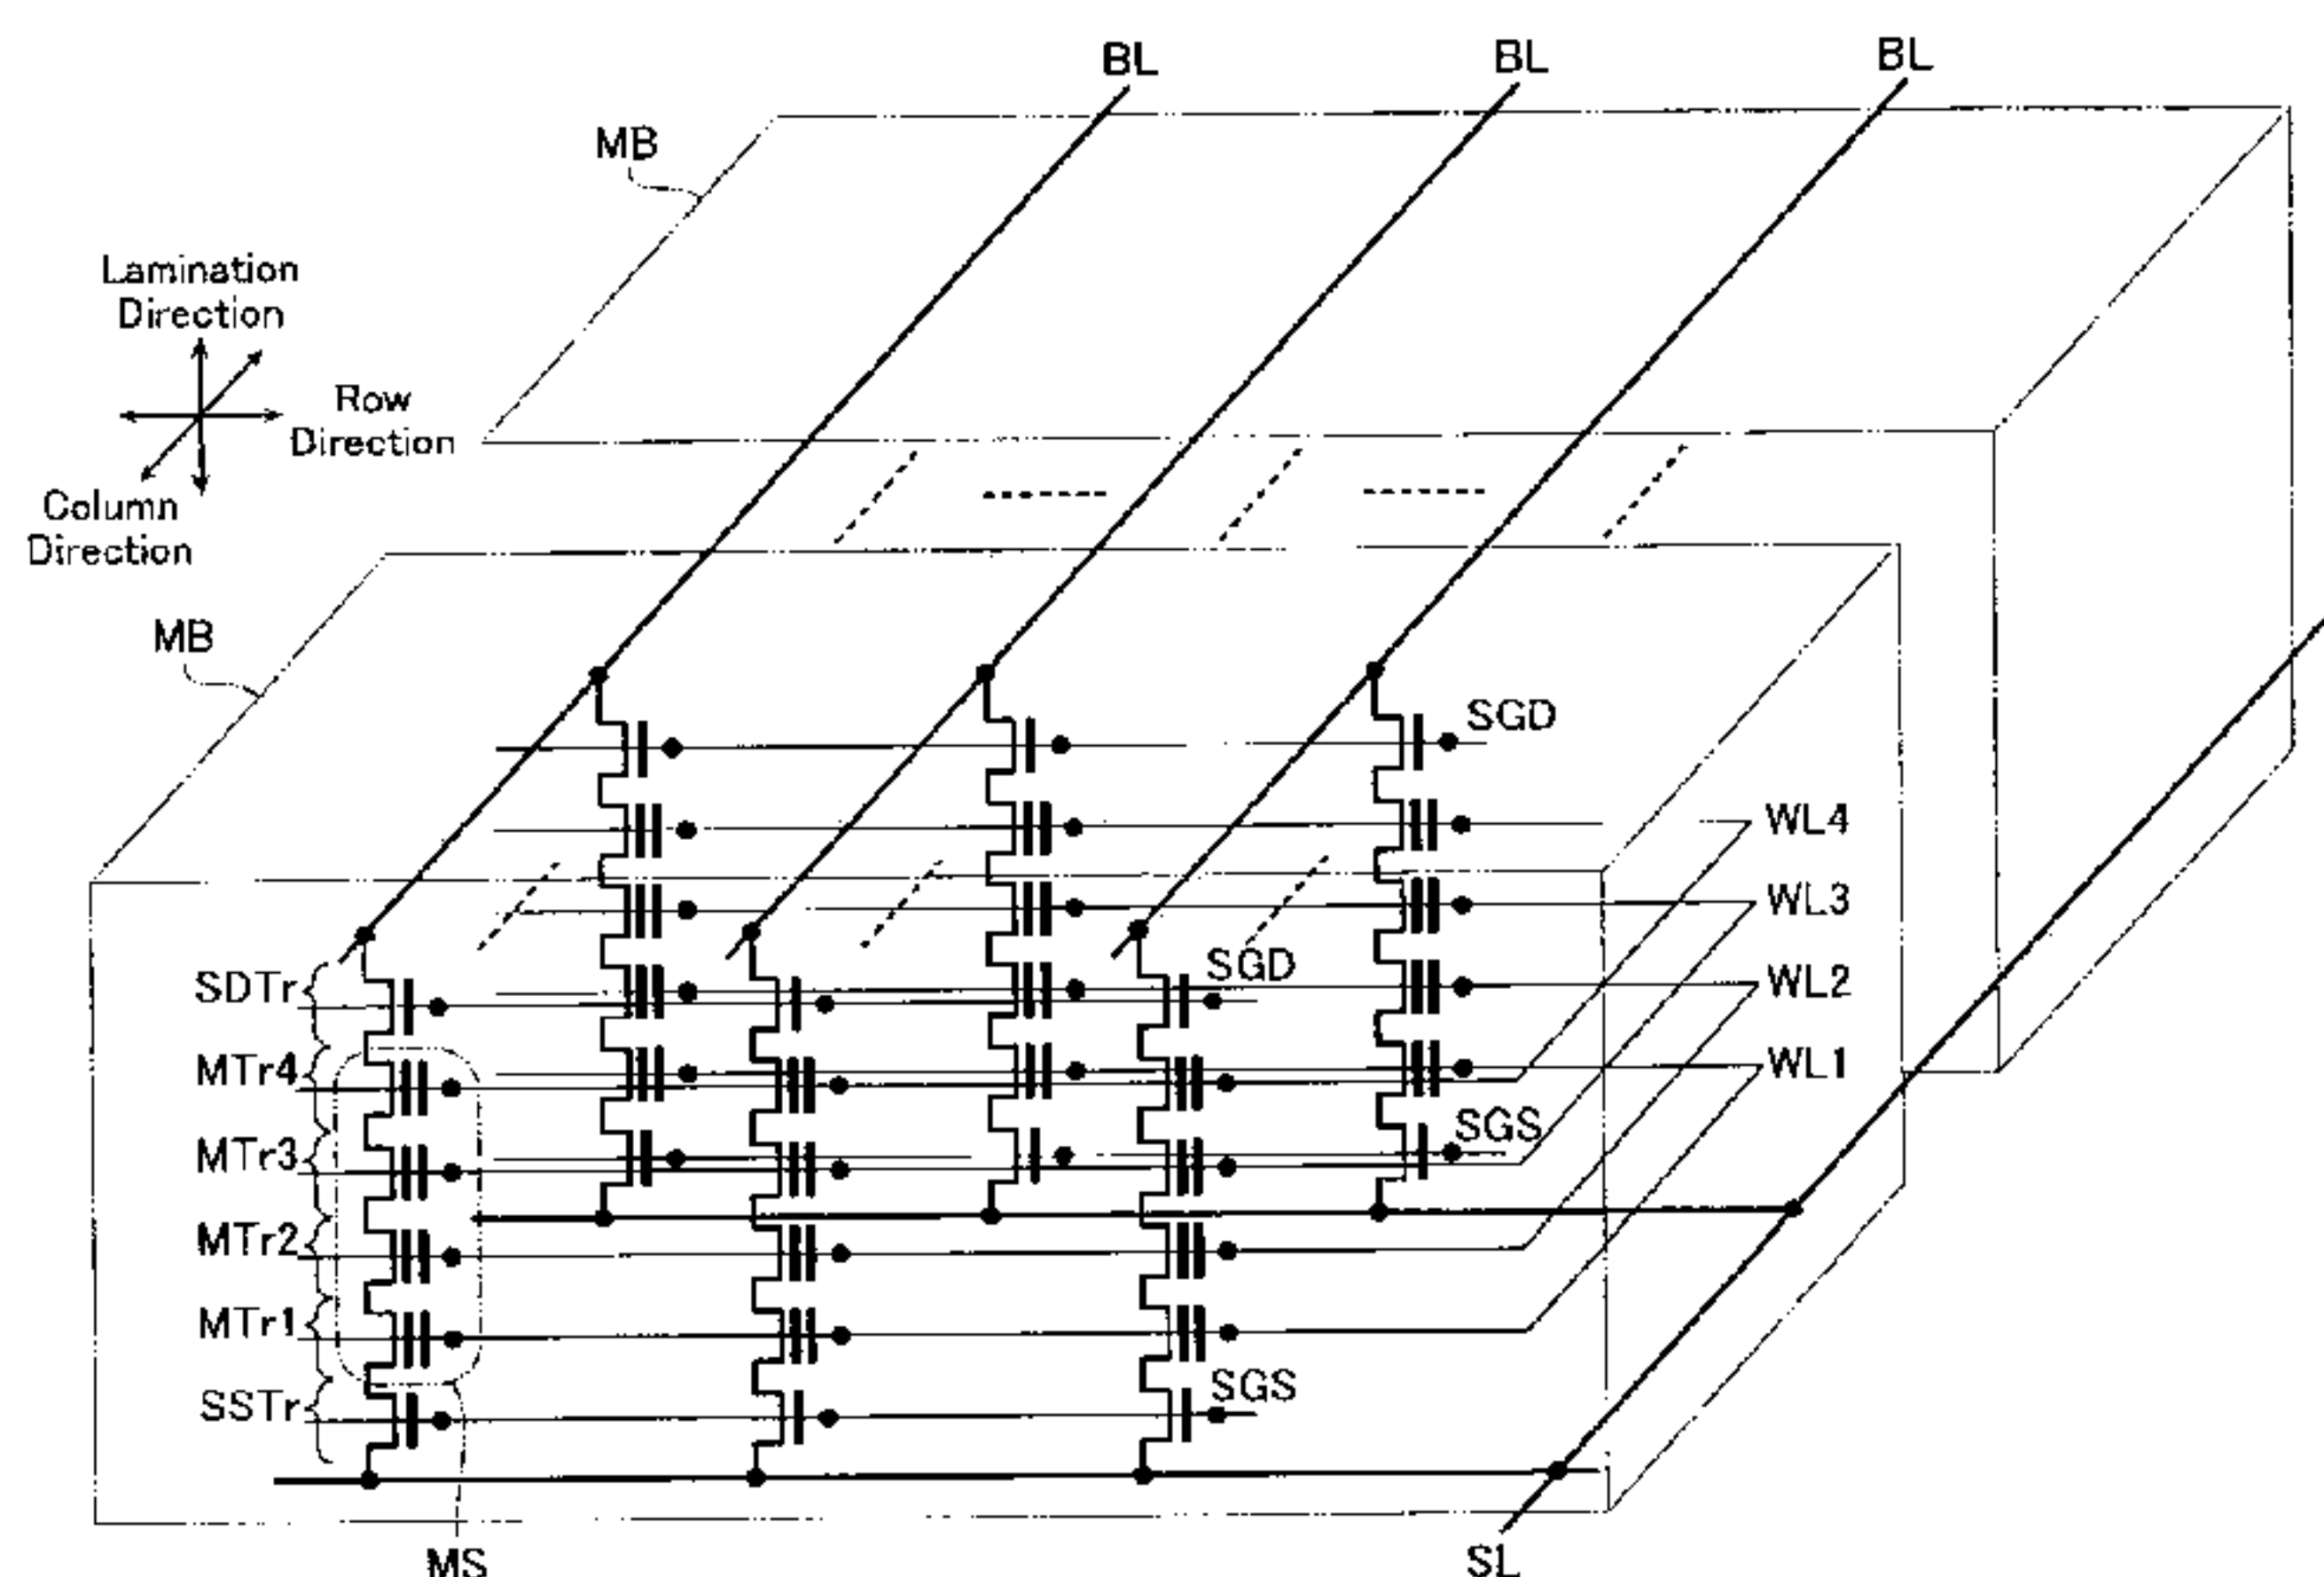 BL
BL
BL
MB
Lamination
Direction
Row
Direction
Column
Direction
MB
SGD
WL4
WL3
SGD
SDTr
WL2
MTr4
WL1
MTr3
SGS
MTr2
MTr1
SSTr
SGS
MS
SL